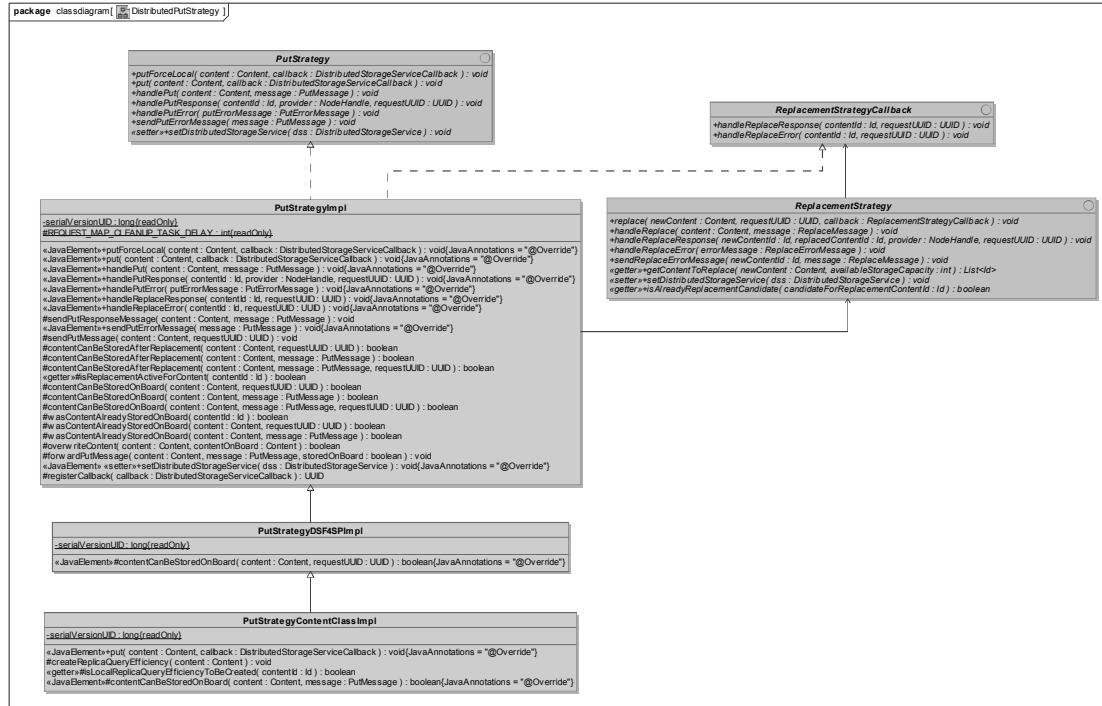 package classdiagram[ DistributedPutStrategy ]
PutStrategy
+putForceLocal( content : Content, callback : DistributedStorageServiceCallback ) : void
+put( content : Content, callback : DistributedStorageServiceCallback ) : void
+handlePut( content : Content, message : PutMessage ) : void
+handlePutResponse( contentId : Id, provider : NodeHandle, requestUUID : UUID ) : void
+handlePutError( putErrorMessage : PutErrorMessage ) : void
+sendPutErrorMessage( message : PutMessage ) : void
«setter»+setDistributedStorageService( dss : DistributedStorageService ) : void
ReplacementStrategyCallback
+handleReplaceResponse( contentId : Id, requestUUID : UUID ) : void
+handleReplaceError( contentId : Id, requestUUID : UUID ) : void
PutStrategyImpl
-serialVersionUID : long{readOnly}
#REQUEST_MAP_CLEANUP_TASK_DELAY : int{readOnly}
«JavaElement»+putForceLocal( content : Content, callback : DistributedStorageServiceCallback ) : void{JavaAnnotations = "@Override"}
«JavaElement»+put( content : Content, callback : DistributedStorageServiceCallback ) : void{JavaAnnotations = "@Override"}
«JavaElement»+handlePut( content : Content, message : PutMessage ) : void{JavaAnnotations = "@Override"}
«JavaElement»+handlePutResponse( contentId : Id, provider : NodeHandle, requestUUID : UUID ) : void{JavaAnnotations = "@Override"}
«JavaElement»+handlePutError( putErrorMessage : PutErrorMessage ) : void{JavaAnnotations = "@Override"}
«JavaElement»+handleReplaceResponse( contentId : Id, requestUUID : UUID ) : void{JavaAnnotations = "@Override"}
«JavaElement»+handleReplaceError( contentId : Id, requestUUID : UUID ) : void{JavaAnnotations = "@Override"}
#sendPutResponseMessage( content : Content, message : PutMessage ) : void
«JavaElement»+sendPutErrorMessage( message : PutMessage ) : void{JavaAnnotations = "@Override"}
#sendPutMessage( content : Content, requestUUID : UUID ) : void
#contentCanBeStoredAfterReplacement( content : Content, requestUUID : UUID ) : boolean
#contentCanBeStoredAfterReplacement( content : Content, message : PutMessage ) : boolean
#contentCanBeStoredAfterReplacement( content : Content, message : PutMessage, requestUUID : UUID ) : boolean
«getter»#isReplacementActiveForContent( contentId : Id ) : boolean
#contentCanBeStoredOnBoard( content : Content, requestUUID : UUID ) : boolean
#contentCanBeStoredOnBoard( content : Content, message : PutMessage ) : boolean
#contentCanBeStoredOnBoard( content : Content, message : PutMessage, requestUUID : UUID ) : boolean
#wasContentAlreadyStoredOnBoard( contentId : Id ) : boolean
#wasContentAlreadyStoredOnBoard( content : Content, requestUUID : UUID ) : boolean
#wasContentAlreadyStoredOnBoard( content : Content, message : PutMessage ) : boolean
#overwriteContent( content : Content, contentOnBoard : Content ) : boolean
#forwardPutMessage( content : Content, message : PutMessage, storedOnBoard : boolean ) : void
«JavaElement» «setter»+setDistributedStorageService( dss : DistributedStorageService ) : void{JavaAnnotations = "@Override"}
#registerCallback( callback : DistributedStorageServiceCallback ) : UUID
ReplacementStrategy
+replace( newContent : Content, requestUUID : UUID, callback : ReplacementStrategyCallback ) : void
+handleReplace( content : Content, message : ReplaceMessage ) : void
+handleReplaceResponse( newContentId : Id, replacedContentId : Id, provider : NodeHandle, requestUUID : UUID ) : void
+handleReplaceError( errorMessage : ReplaceErrorMessage ) : void
+sendReplaceErrorMessage( newContentId : Id, message : ReplaceMessage ) : void
«getter»+getContentToReplace( newContent : Content, availableStorageCapacity : int ) : List<Id>
«setter»+setDistributedStorageService( dss : DistributedStorageService ) : void
«getter»+isAlreadyReplacementCandidate( candidateForReplacementContentId : Id ) : boolean
PutStrategyDSF4SPImpl
-serialVersionUID : long{readOnly}
«JavaElement»#contentCanBeStoredOnBoard( content : Content, requestUUID : UUID ) : boolean{JavaAnnotations = "@Override"}
PutStrategyContentClassImpl
-serialVersionUID : long{readOnly}
«JavaElement»+put( content : Content, callback : DistributedStorageServiceCallback ) : void{JavaAnnotations = "@Override"}
#createReplicaQueryEfficiency( content : Content ) : void
«getter»#isLocalReplicaQueryEfficiencyToBeCreated( contentId : Id ) : boolean
«JavaElement»#contentCanBeStoredOnBoard( content : Content, message : PutMessage ) : boolean{JavaAnnotations = "@Override"}